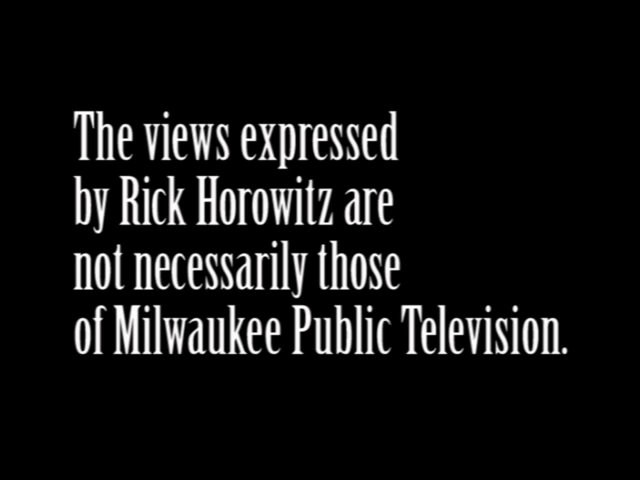 The views expressed
by Rick Horowitz are
not necessarily those
of Milwaukee Public Television.